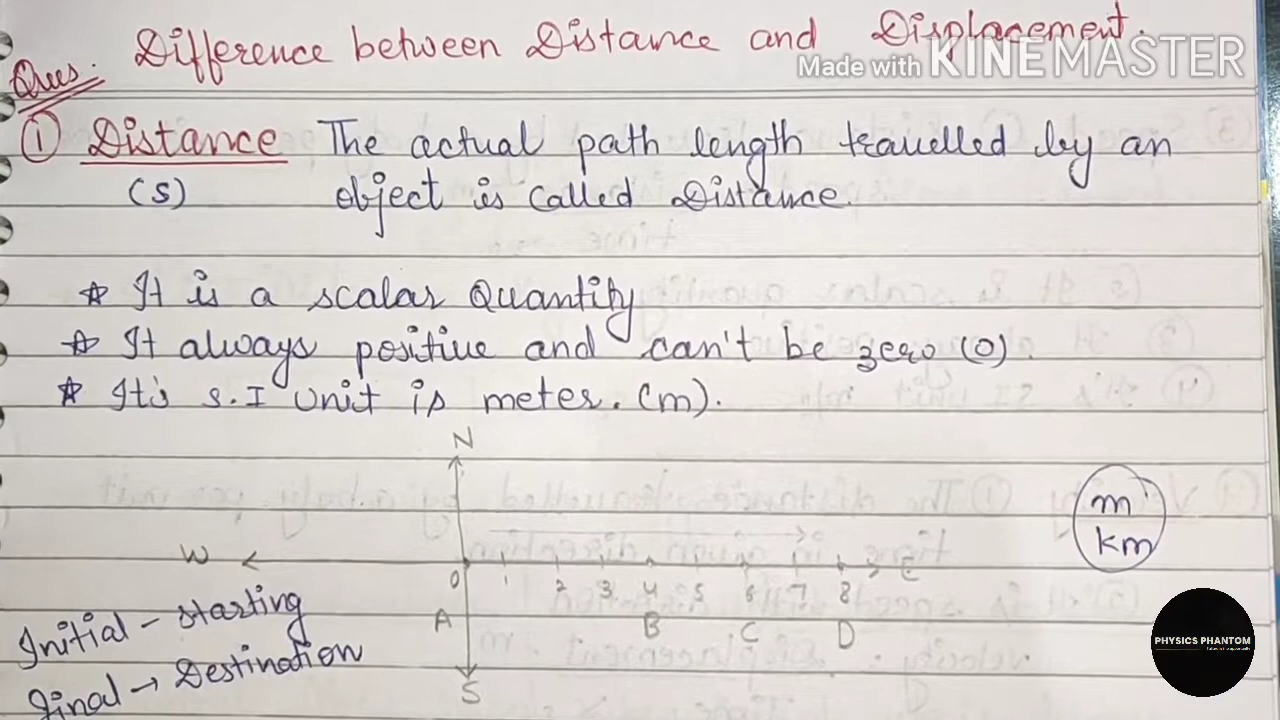 Difference between Distance and Displacement.
Made with KINEMASTER
Ques.
① Distance The actual path length travelled by an
(s) object is called Distance.
☆ It is a scalar Quantity
☆ It always positive and can't be zero (0).
☆ It's S.I Unit is meter. (m).
N
m
km
W E
0 1 2 3 4 5 6 7 8
A B C D
Initial - starting
final → Destination
S
PHYSICS PHANTOM